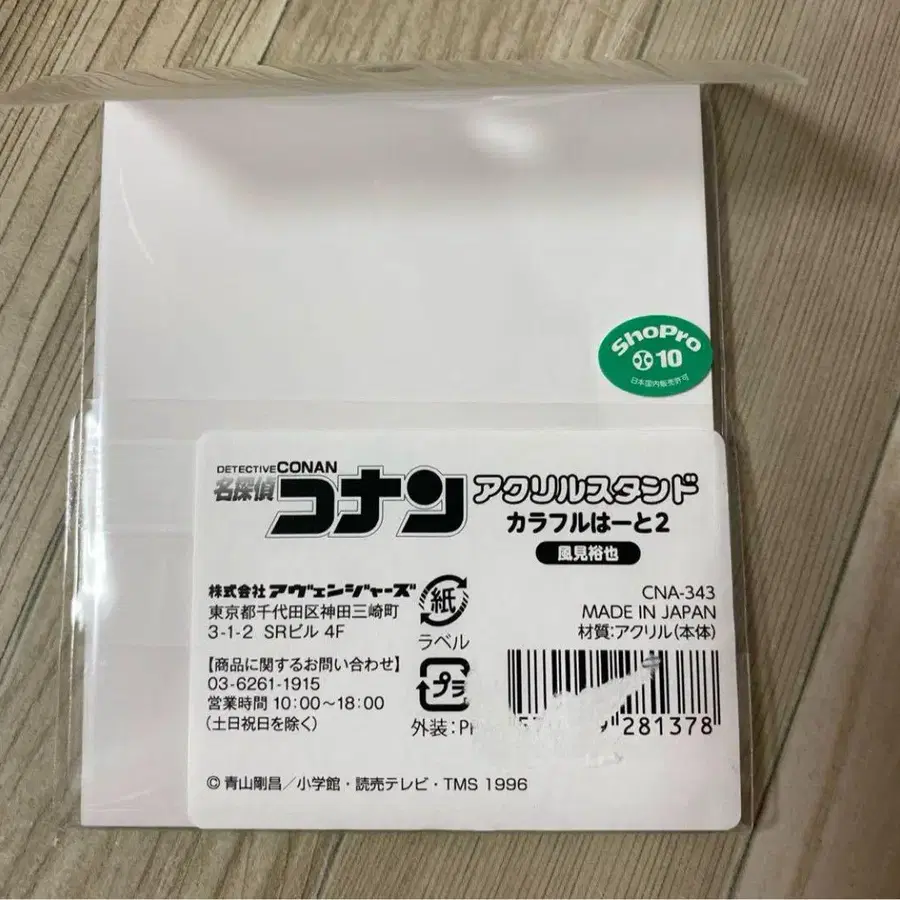 ShoPro
10
日本国内販売許可
DETECTIVE CONAN
名探偵コナン
アクリルスタンド
カラフルはーと2
風見裕也
株式会社 アヴェンジャーズ
東京都千代田区神田三崎町
3-1-2 SRビル 4F
【商品に関するお問い合わせ】
03-6261-1915
営業時間 10:00〜18:00
(土日祝日を除く)
紙
ラベル
プラ
外装:
CNA-343
MADE IN JAPAN
材質:アクリル(本体)
281378
© 青山剛昌/小学館・読売テレビ・TMS 1996